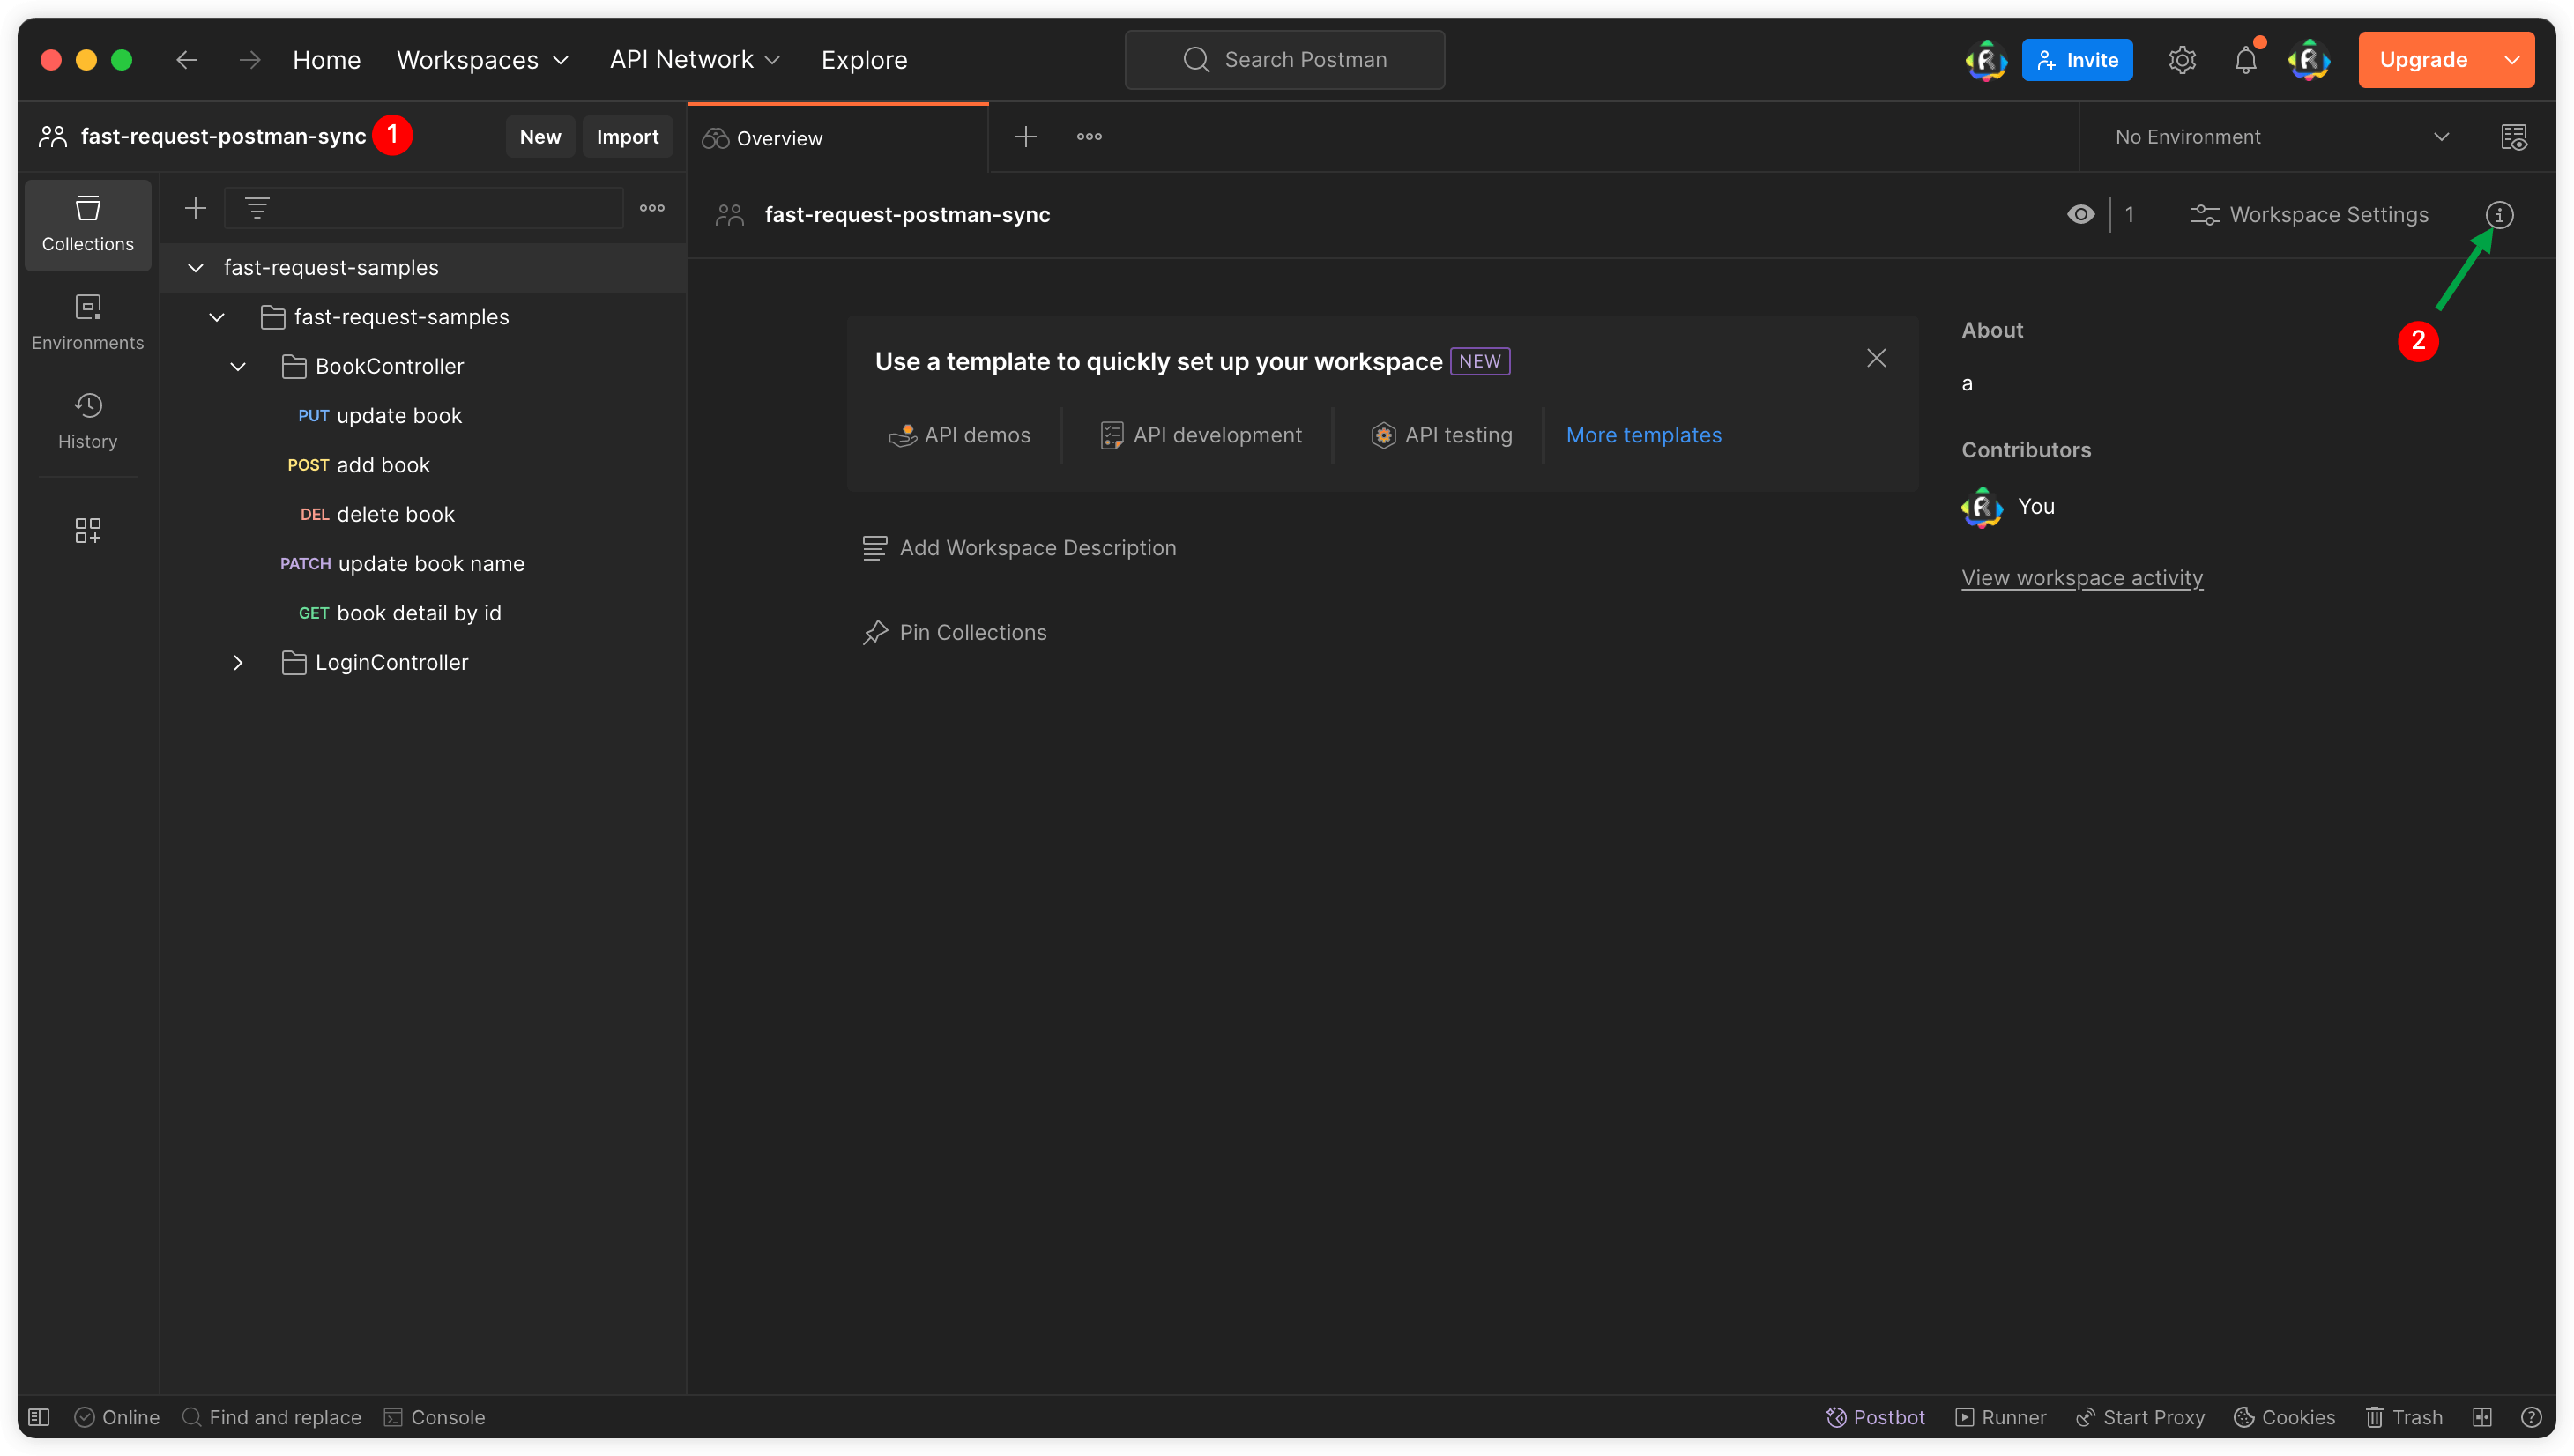 Home Workspaces API Network Explore Search Postman Invite Upgrade
fast-request-postman-sync 1 New Import Overview No Environment
fast-request-postman-sync 1 Workspace Settings
Collections
Environments
History
fast-request-samples
fast-request-samples
BookController
PUT update book
POST add book
DEL delete book
PATCH update book name
GET book detail by id
LoginController
Use a template to quickly set up your workspace NEW
API demos API development API testing More templates
Add Workspace Description
Pin Collections
2
About
a
Contributors
You
View workspace activity
Online Find and replace Console Postbot Runner Start Proxy Cookies Trash